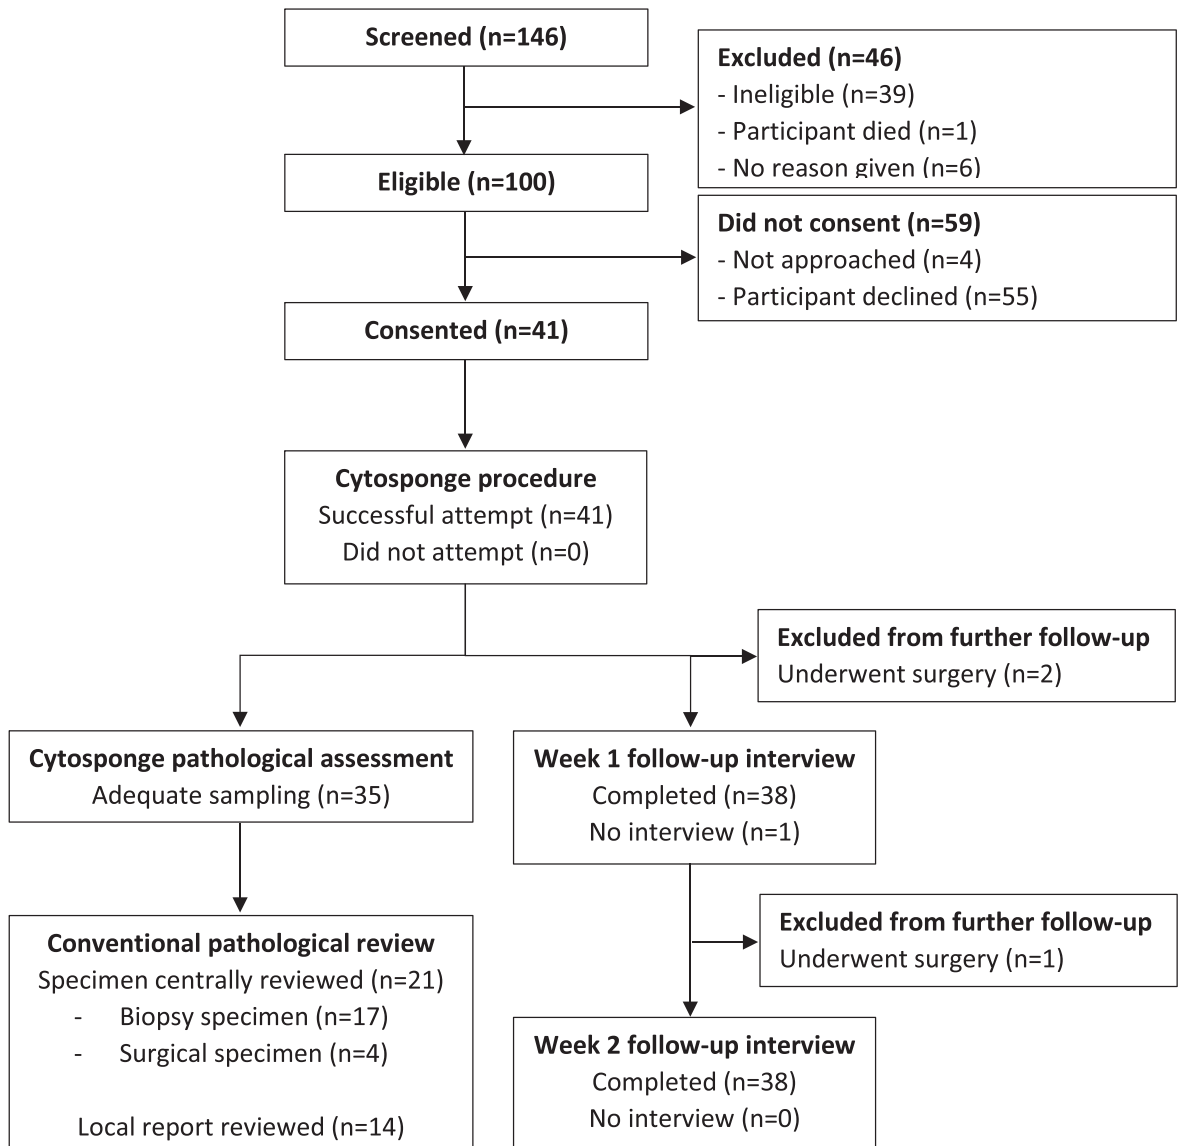 Screened (n=146)
Excluded (n=46)
- Ineligible (n=39)
- Participant died (n=1)
- No reason given (n=6)
Eligible (n=100)
Did not consent (n=59)
- Not approached (n=4)
- Participant declined (n=55)
Consented (n=41)
Cytosponge procedure
Successful attempt (n=41)
Did not attempt (n=0)
Excluded from further follow-up
Underwent surgery (n=2)
Cytosponge pathological assessment
Adequate sampling (n=35)
Week 1 follow-up interview
Completed (n=38)
No interview (n=1)
Excluded from further follow-up
Underwent surgery (n=1)
Conventional pathological review
Specimen centrally reviewed (n=21)
- Biopsy specimen (n=17)
- Surgical specimen (n=4)
Local report reviewed (n=14)
Week 2 follow-up interview
Completed (n=38)
No interview (n=0)